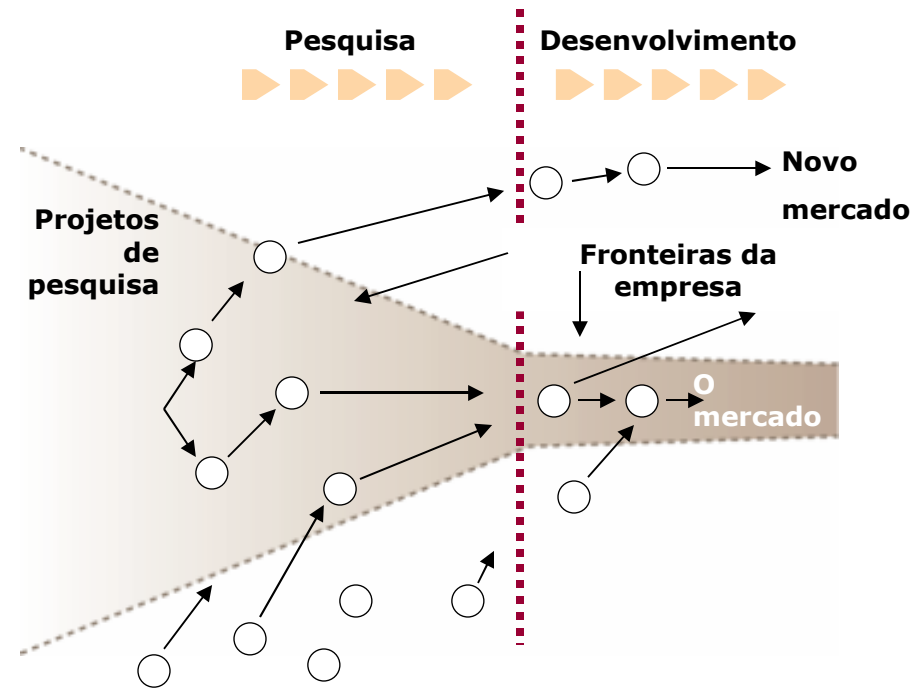 Pesquisa
Desenvolvimento
Novo
mercado
Projetos
de
pesquisa
Fronteiras da
empresa
O
mercado